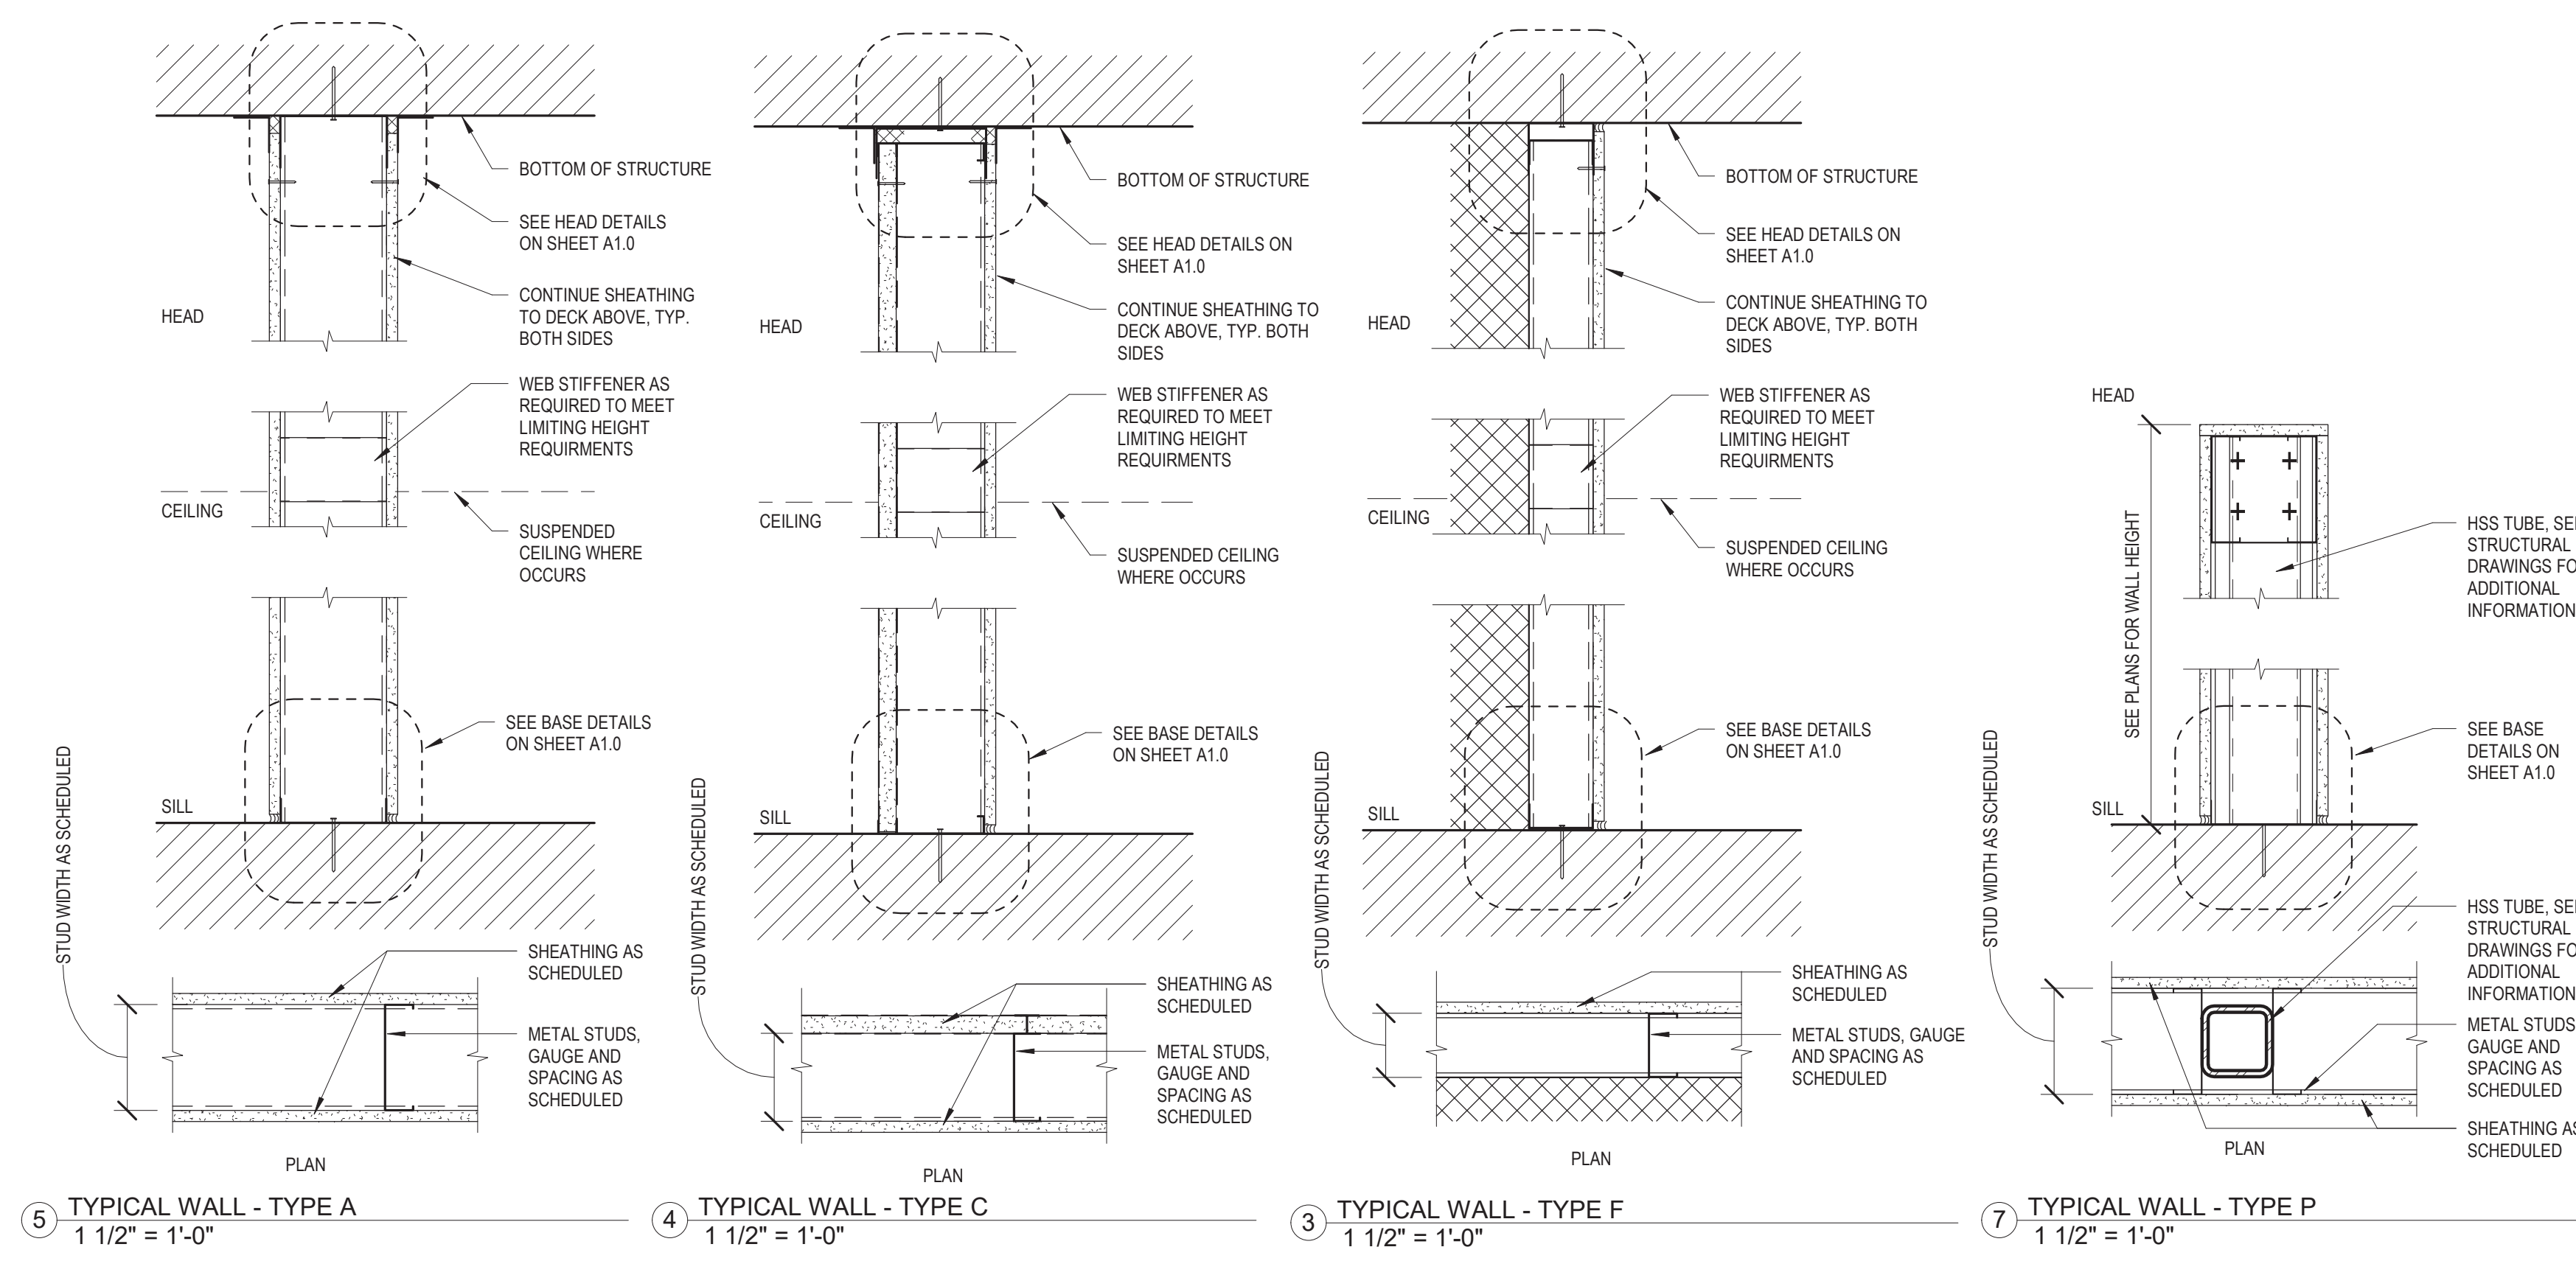 BOTTOM OF STRUCTURE
SEE HEAD DETAILS
ON SHEET A1.0
CONTINUE SHEATHING
TO DECK ABOVE, TYP.
BOTH SIDES
HEAD
WEB STIFFENER AS
REQUIRED TO MEET
LIMITING HEIGHT
REQUIRMENTS
CEILING
SUSPENDED
CEILING WHERE
OCCURS
SEE BASE DETAILS
ON SHEET A1.0
SILL
STUD WIDTH AS SCHEDULED
SHEATHING AS
SCHEDULED
METAL STUDS,
GAUGE AND
SPACING AS
SCHEDULED
PLAN
5
TYPICAL WALL - TYPE A
1 1/2" = 1'-0"
BOTTOM OF STRUCTURE
SEE HEAD DETAILS ON
SHEET A1.0
CONTINUE SHEATHING TO
DECK ABOVE, TYP. BOTH
SIDES
HEAD
WEB STIFFENER AS
REQUIRED TO MEET
LIMITING HEIGHT
REQUIRMENTS
CEILING
SUSPENDED CEILING
WHERE OCCURS
SEE BASE DETAILS
ON SHEET A1.0
SILL
STUD WIDTH AS SCHEDULED
SHEATHING AS
SCHEDULED
METAL STUDS,
GAUGE AND
SPACING AS
SCHEDULED
PLAN
4
TYPICAL WALL - TYPE C
1 1/2" = 1'-0"
BOTTOM OF STRUCTURE
SEE HEAD DETAILS ON
SHEET A1.0
CONTINUE SHEATHING TO
DECK ABOVE, TYP. BOTH
SIDES
HEAD
WEB STIFFENER AS
REQUIRED TO MEET
LIMITING HEIGHT
REQUIRMENTS
CEILING
SUSPENDED CEILING
WHERE OCCURS
SEE BASE DETAILS
ON SHEET A1.0
SILL
STUD WIDTH AS SCHEDULED
SHEATHING AS
SCHEDULED
METAL STUDS, GAUGE
AND SPACING AS
SCHEDULED
PLAN
3
TYPICAL WALL - TYPE F
1 1/2" = 1'-0"
HEAD
SEE PLANS FOR WALL HEIGHT
HSS TUBE,
STRUCTURAL
DRAWINGS
ADDITIONAL
INFORMATION
SEE BASE
DETAILS ON
SHEET A1.0
SILL
STUD WIDTH AS SCHEDULED
HSS TUBE,
STRUCTURAL
DRAWINGS
ADDITIONAL
INFORMATION
METAL STUDS
GAUGE AND
SPACING AS
SCHEDULED
SHEATHING
SCHEDULED
PLAN
7
TYPICAL WALL - TYPE P
1 1/2" = 1'-0"